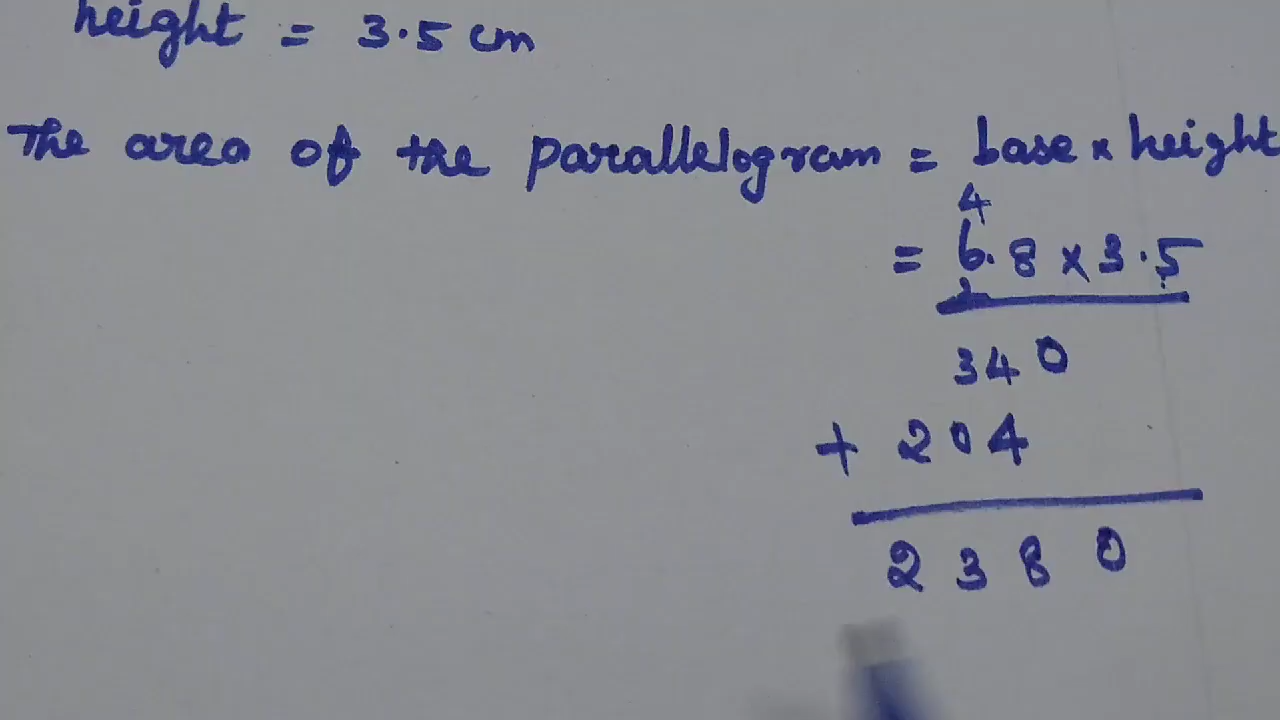 height = 3.5 cm
The area of the parallelogram = base × height
4
= 6.8 × 3.5
2
340
+ 204
2380